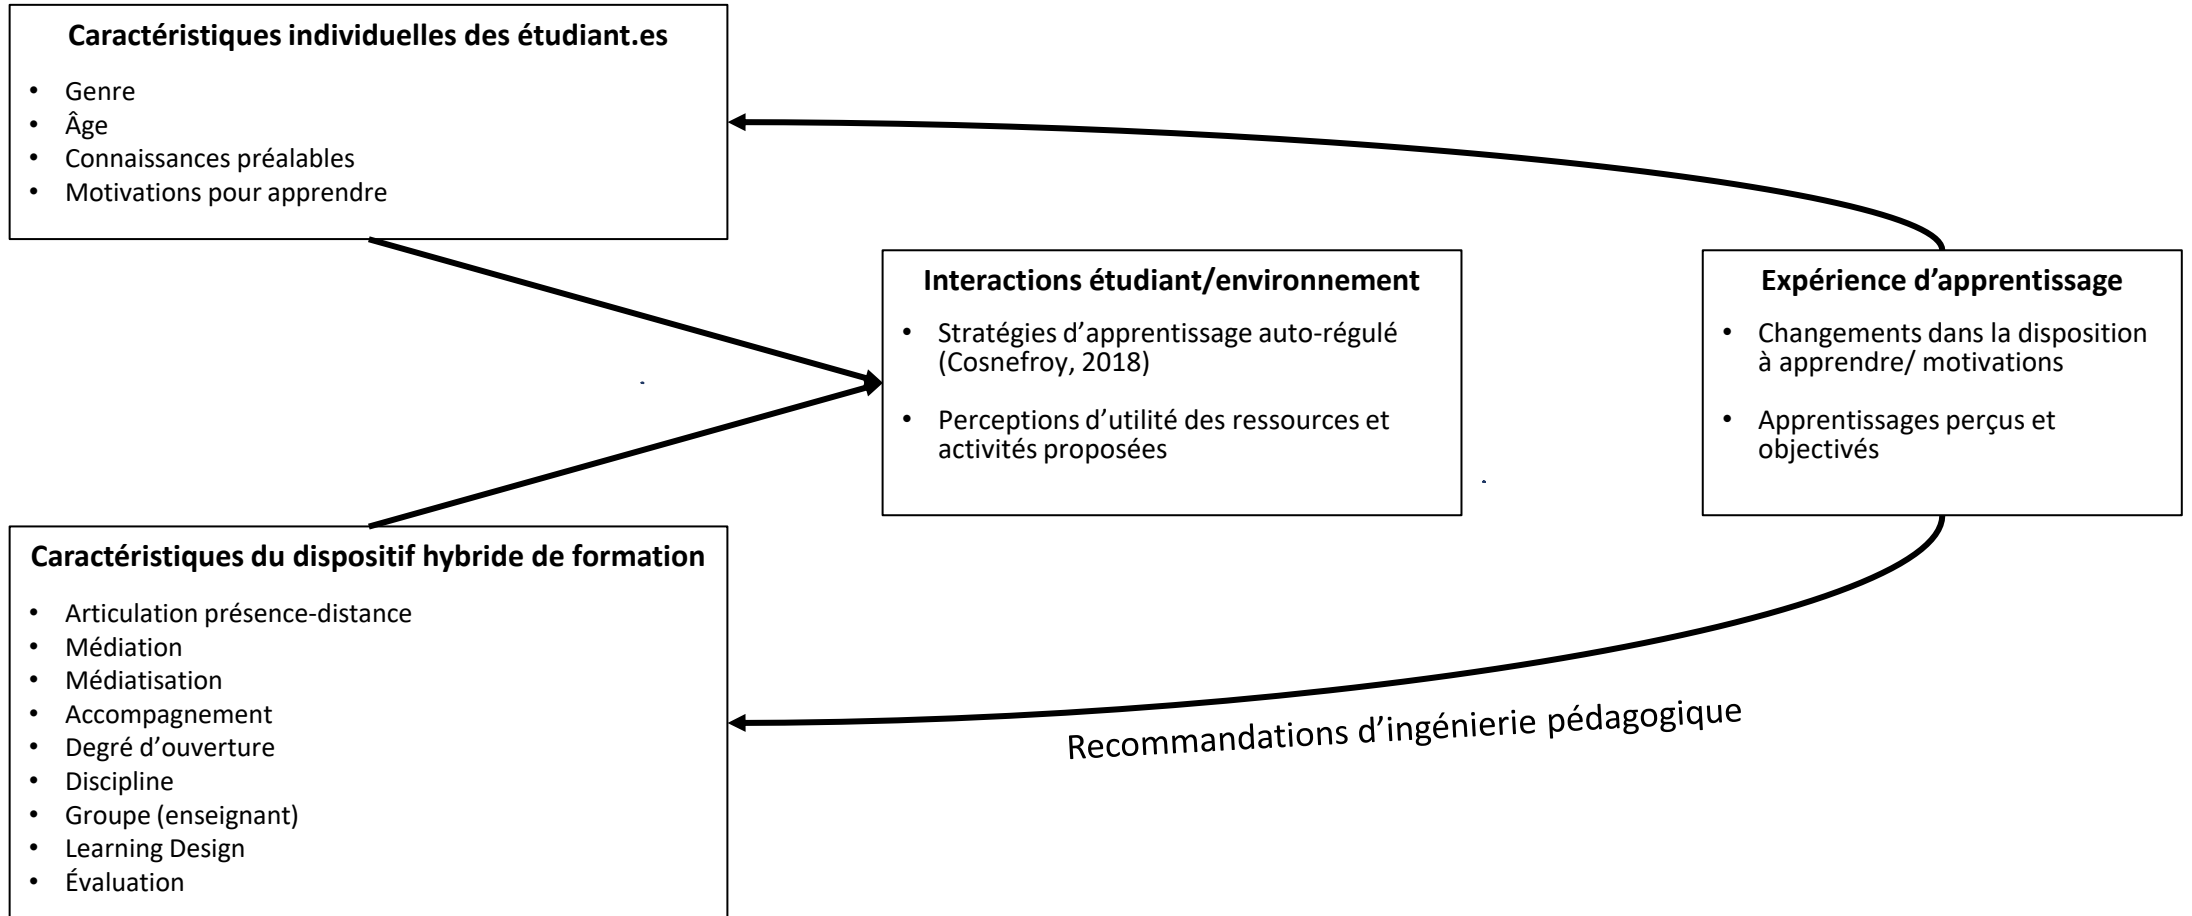 Caractéristiques individuelles des étudiant.es
• Genre
• Âge
• Connaissances préalables
• Motivations pour apprendre
Interactions étudiant/environnement
• Stratégies d’apprentissage auto-régulé
(Cosnefroy, 2018)
• Perceptions d’utilité des ressources et
activités proposées
Expérience d’apprentissage
• Changements dans la disposition
à apprendre/ motivations
• Apprentissages perçus et
objectivés
Caractéristiques du dispositif hybride de formation
• Articulation présence-distance
• Médiation
• Médiatisation
• Accompagnement
• Degré d’ouverture
• Discipline
• Groupe (enseignant)
• Learning Design
• Évaluation
Recommandations d’ingénierie pédagogique